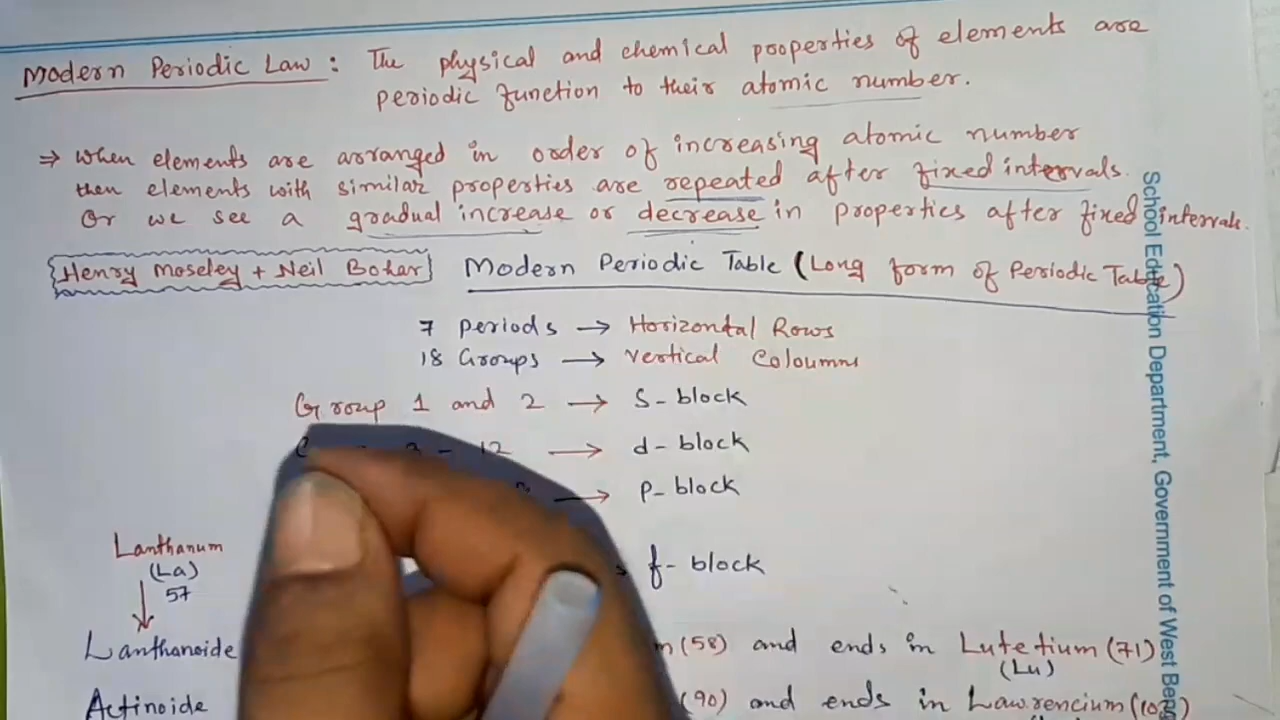 Modern Periodic Law : The physical and chemical properties of elements are
periodic function to their atomic number.
⇒ When elements are arranged in order of increasing atomic number
then elements with similar properties are repeated after fixed intervals.
Or we see a gradual increase or decrease in properties after fixed intervals.
Henry Moseley + Neil Bohar Modern Periodic Table (Long form of Periodic Table)
7 Periods → Horizontal Rows
18 Groups → Vertical Coloumns
Group 1 and 2 → S-block
3 - 12 → d-block
→ P-block
Lanthanum
(La)
57
f-block
Lanthanoide (58) and ends in Lutetium (71)
(Lu)
Actinoide (90) and ends in Lawrencium
School Education Department, Government of West